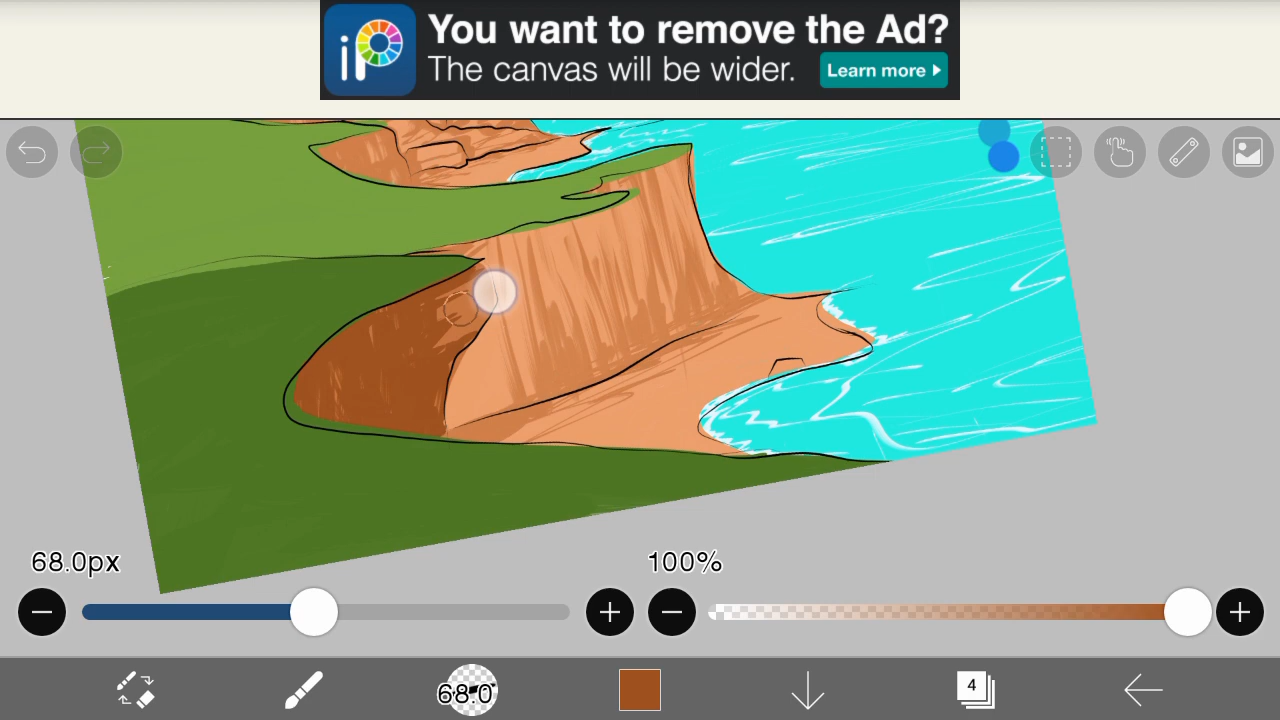 iP
You want to remove the Ad?
The canvas will be wider.
Learn more
68.0px
100%
68.0
4